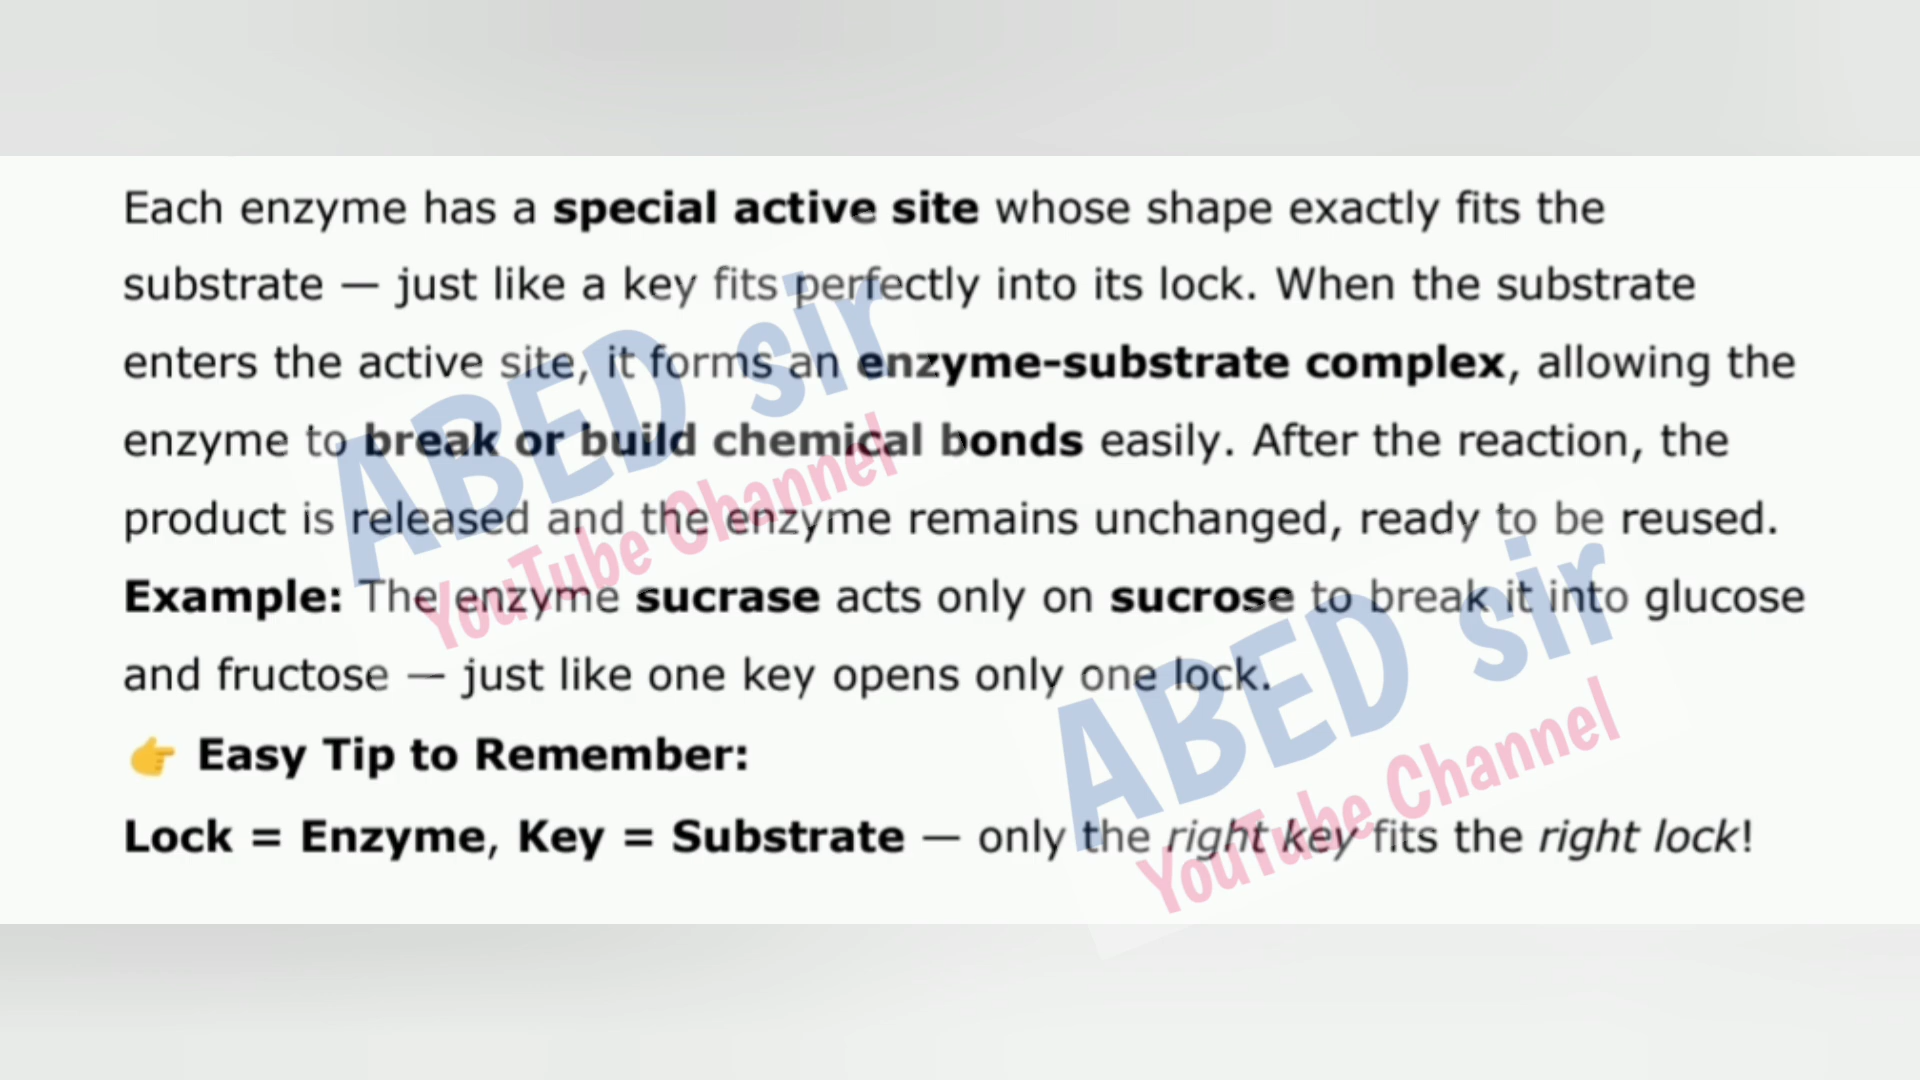 Each enzyme has a special active site whose shape exactly fits the
substrate — just like a key fits perfectly into its lock. When the substrate
enters the active site, it forms an enzyme-substrate complex, allowing the
enzyme to break or build chemical bonds easily. After the reaction, the
product is released and the enzyme remains unchanged, ready to be reused.
Example: The enzyme sucrase acts only on sucrose to break it into glucose
and fructose — just like one key opens only one lock.
👉 Easy Tip to Remember:
Lock = Enzyme, Key = Substrate — only the right key fits the right lock!
ABED sir
YouTube Channel
ABED sir
YouTube Channel